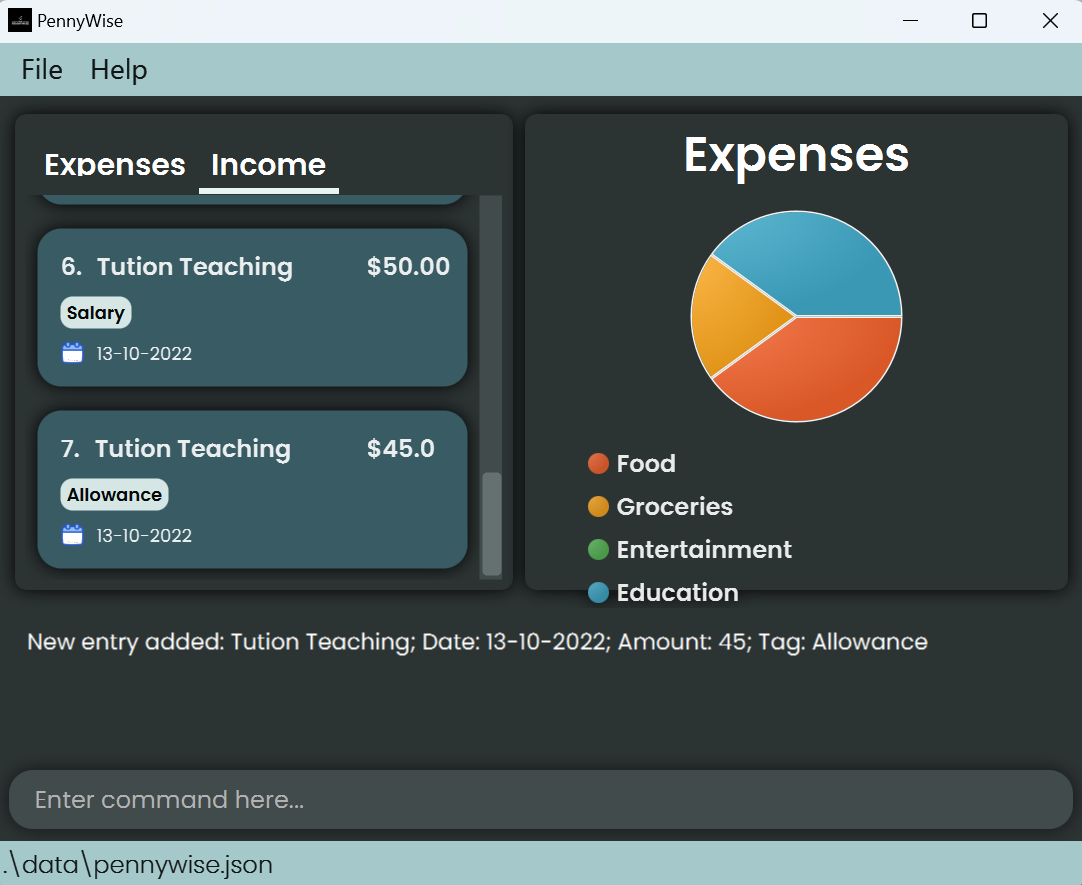 PennyWise
File Help
Expenses Income
6. Tution Teaching $50.00
Salary
13-10-2022
7. Tution Teaching $45.0
Allowance
13-10-2022
Expenses
Food
Groceries
Entertainment
Education
New entry added: Tution Teaching; Date: 13-10-2022; Amount: 45; Tag: Allowance
Enter command here...
.\data\pennywise.json